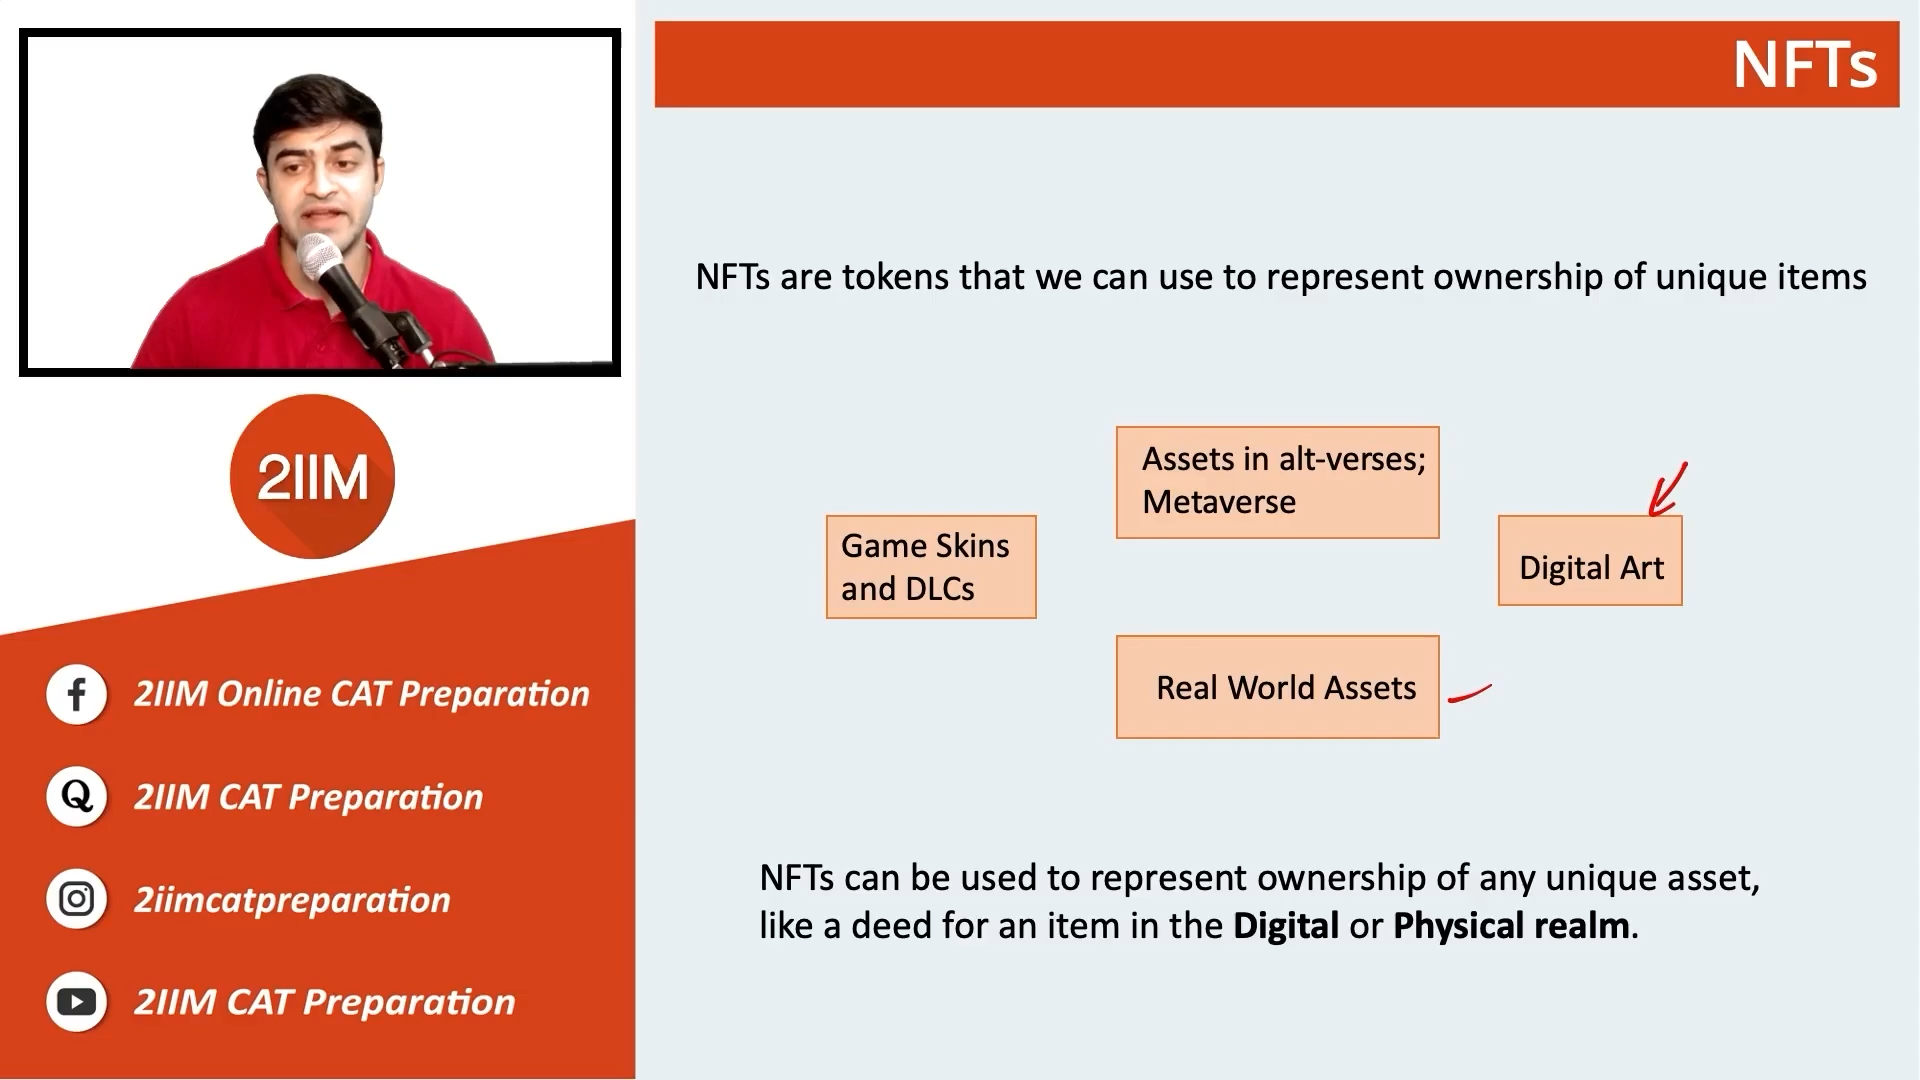 NFTs
NFTs are tokens that we can use to represent ownership of unique items
Assets in alt-verses;
Metaverse
Game Skins
and DLCs
Digital Art
Real World Assets
NFTs can be used to represent ownership of any unique asset,
like a deed for an item in the Digital or Physical realm.
2IIM
f
2IIM Online CAT Preparation
Q
2IIM CAT Preparation
2iimcatpreparation
2IIM CAT Preparation